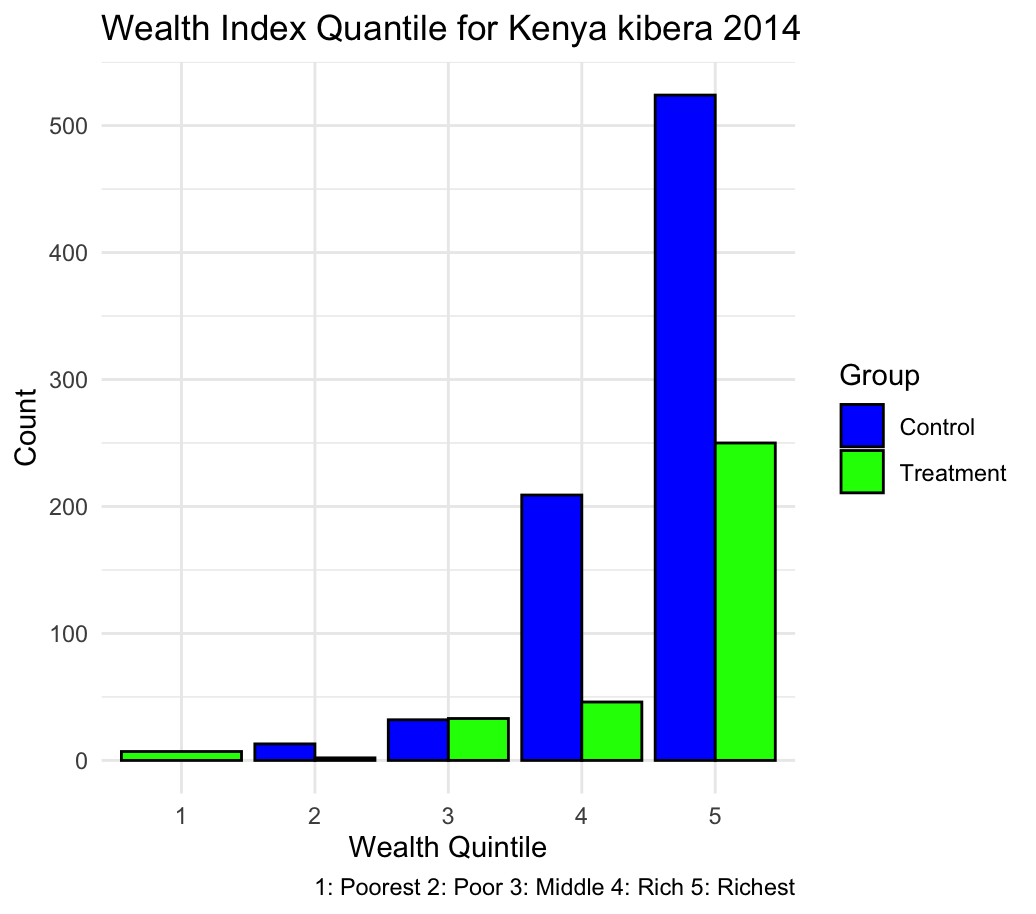 Wealth Index Quantile for Kenya kibera 2014
Count
500
400
300
200
100
0
1 2 3 4 5
Wealth Quintile
1: Poorest 2: Poor 3: Middle 4: Rich 5: Richest
Group
Control
Treatment